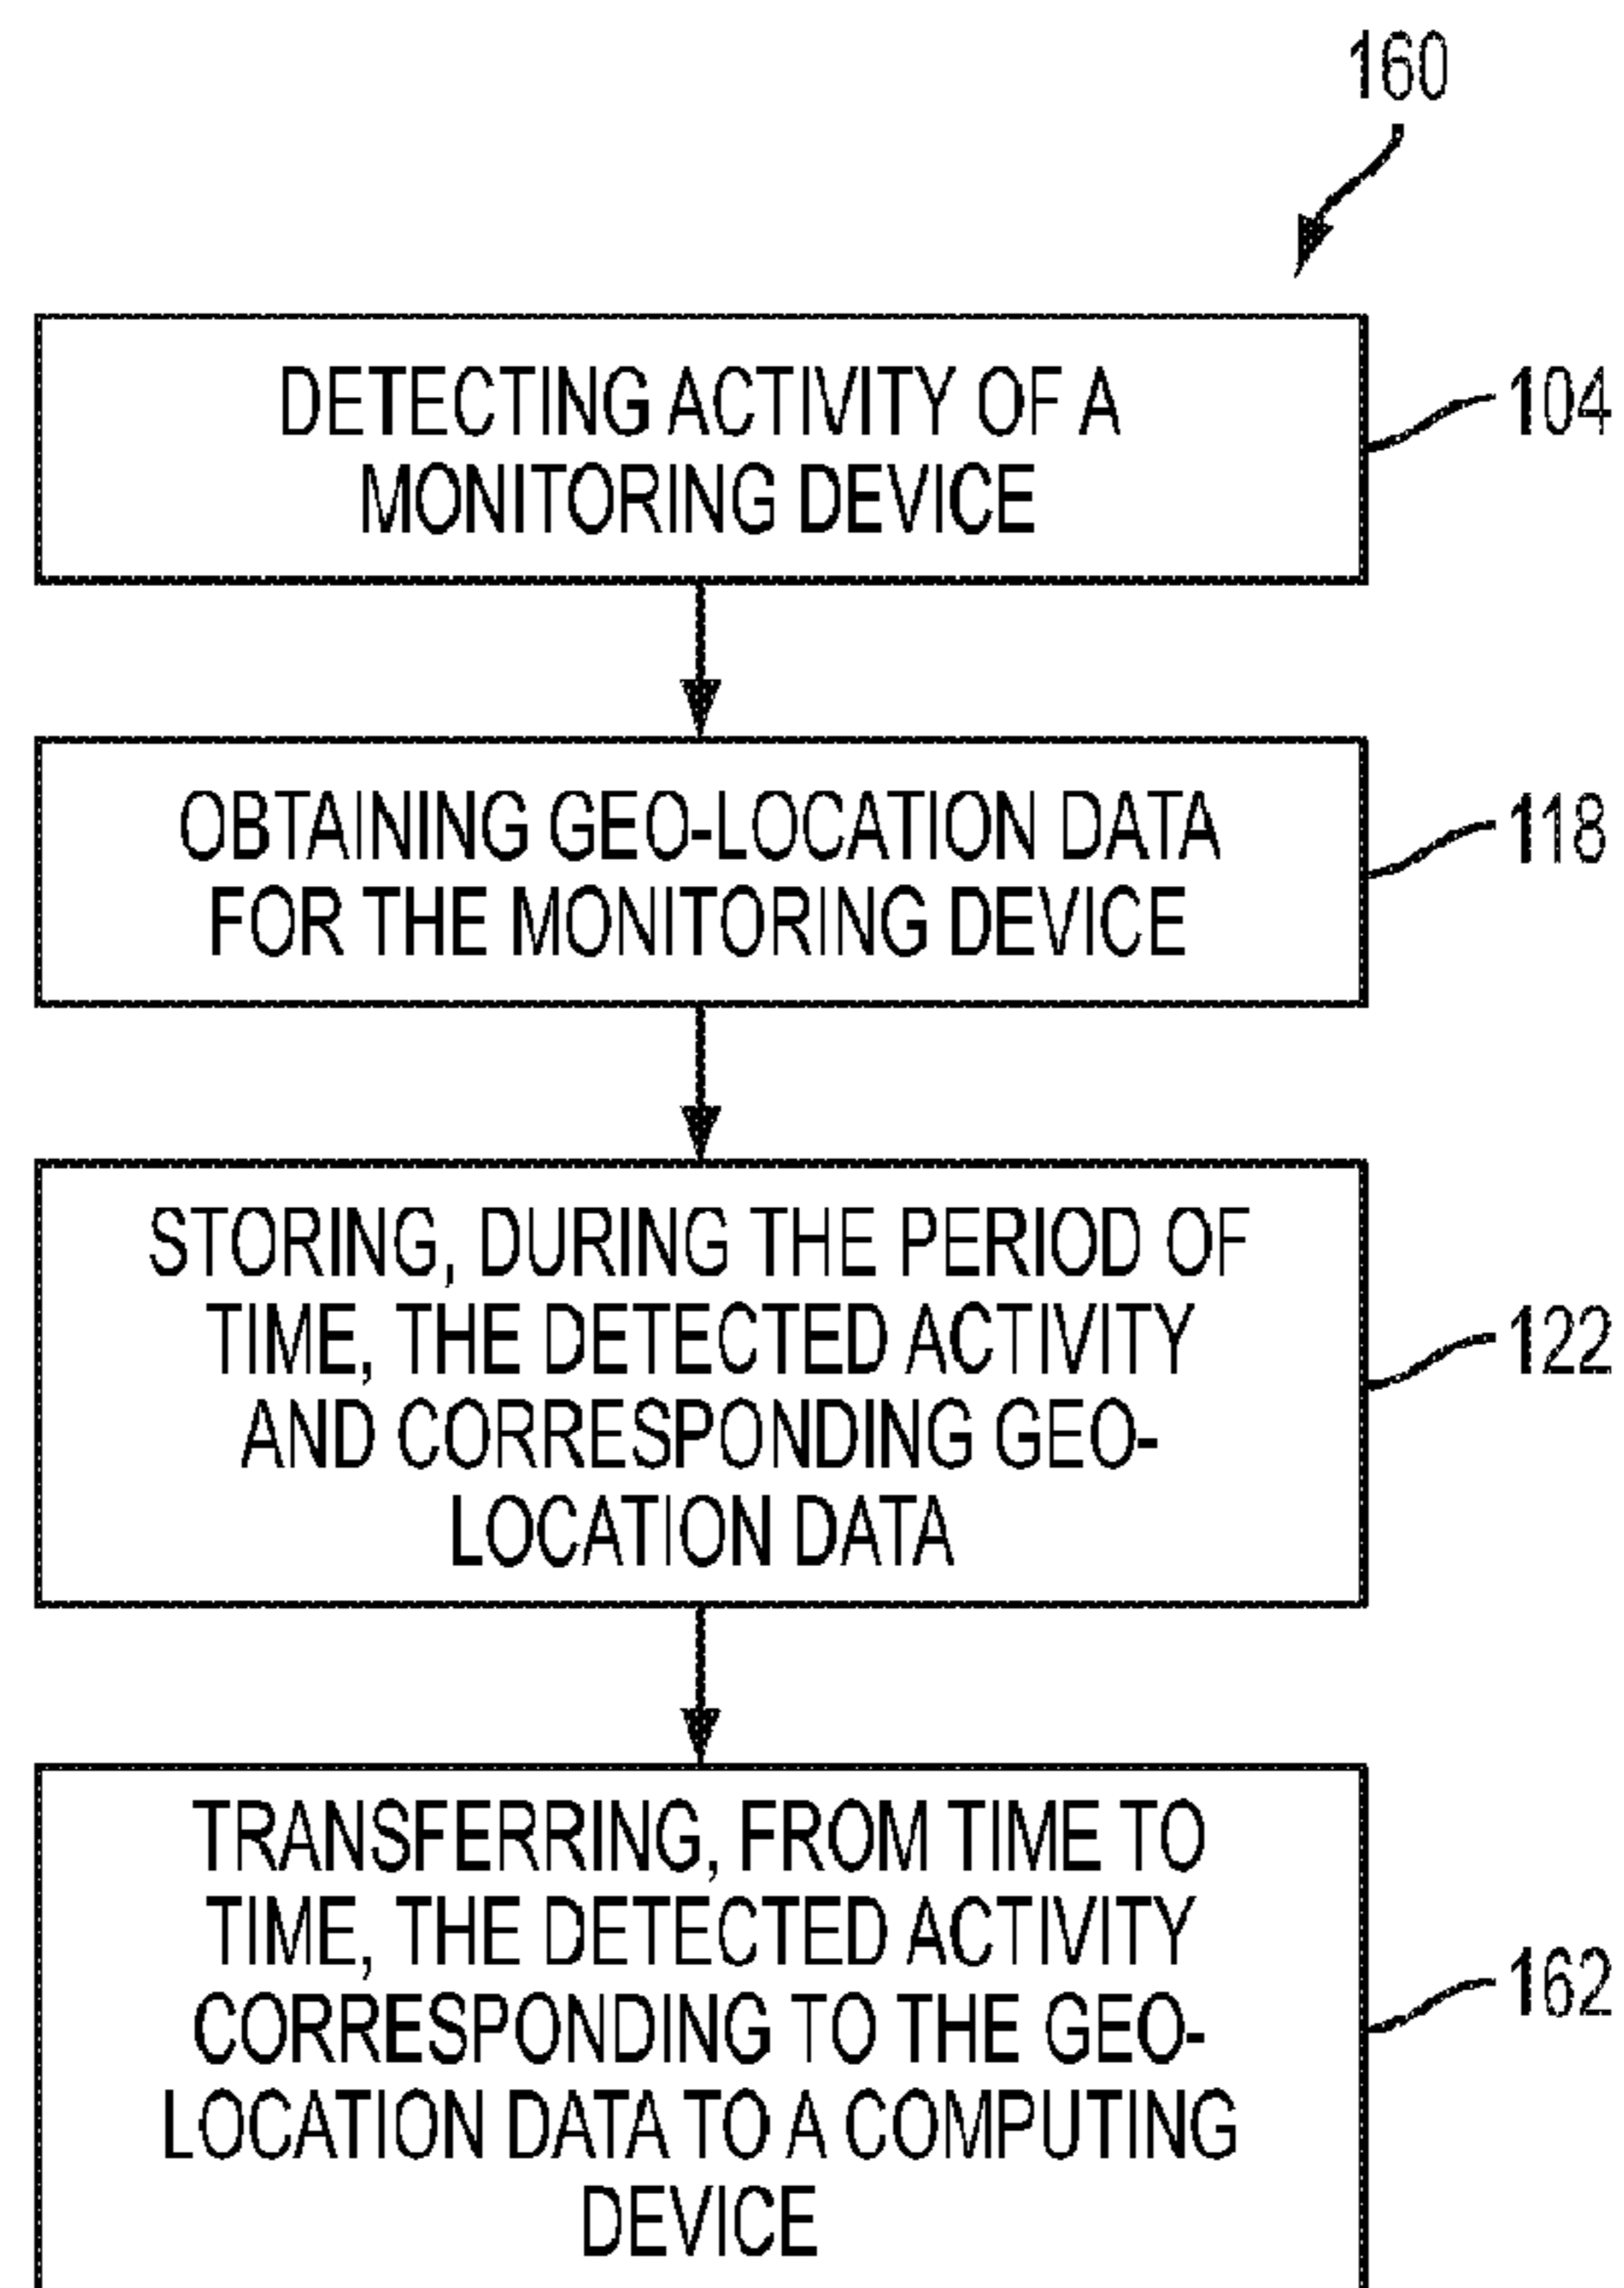 160
DETECTING ACTIVITY OF A
MONITORING DEVICE
104
OBTAINING GEO-LOCATION DATA
FOR THE MONITORING DEVICE
118
STORING, DURING THE PERIOD OF
TIME, THE DETECTED ACTIVITY
AND CORRESPONDING GEO-
LOCATION DATA
122
TRANSFERRING, FROM TIME TO
TIME, THE DETECTED ACTIVITY
CORRESPONDING TO THE GEO-
LOCATION DATA TO A COMPUTING
DEVICE
162